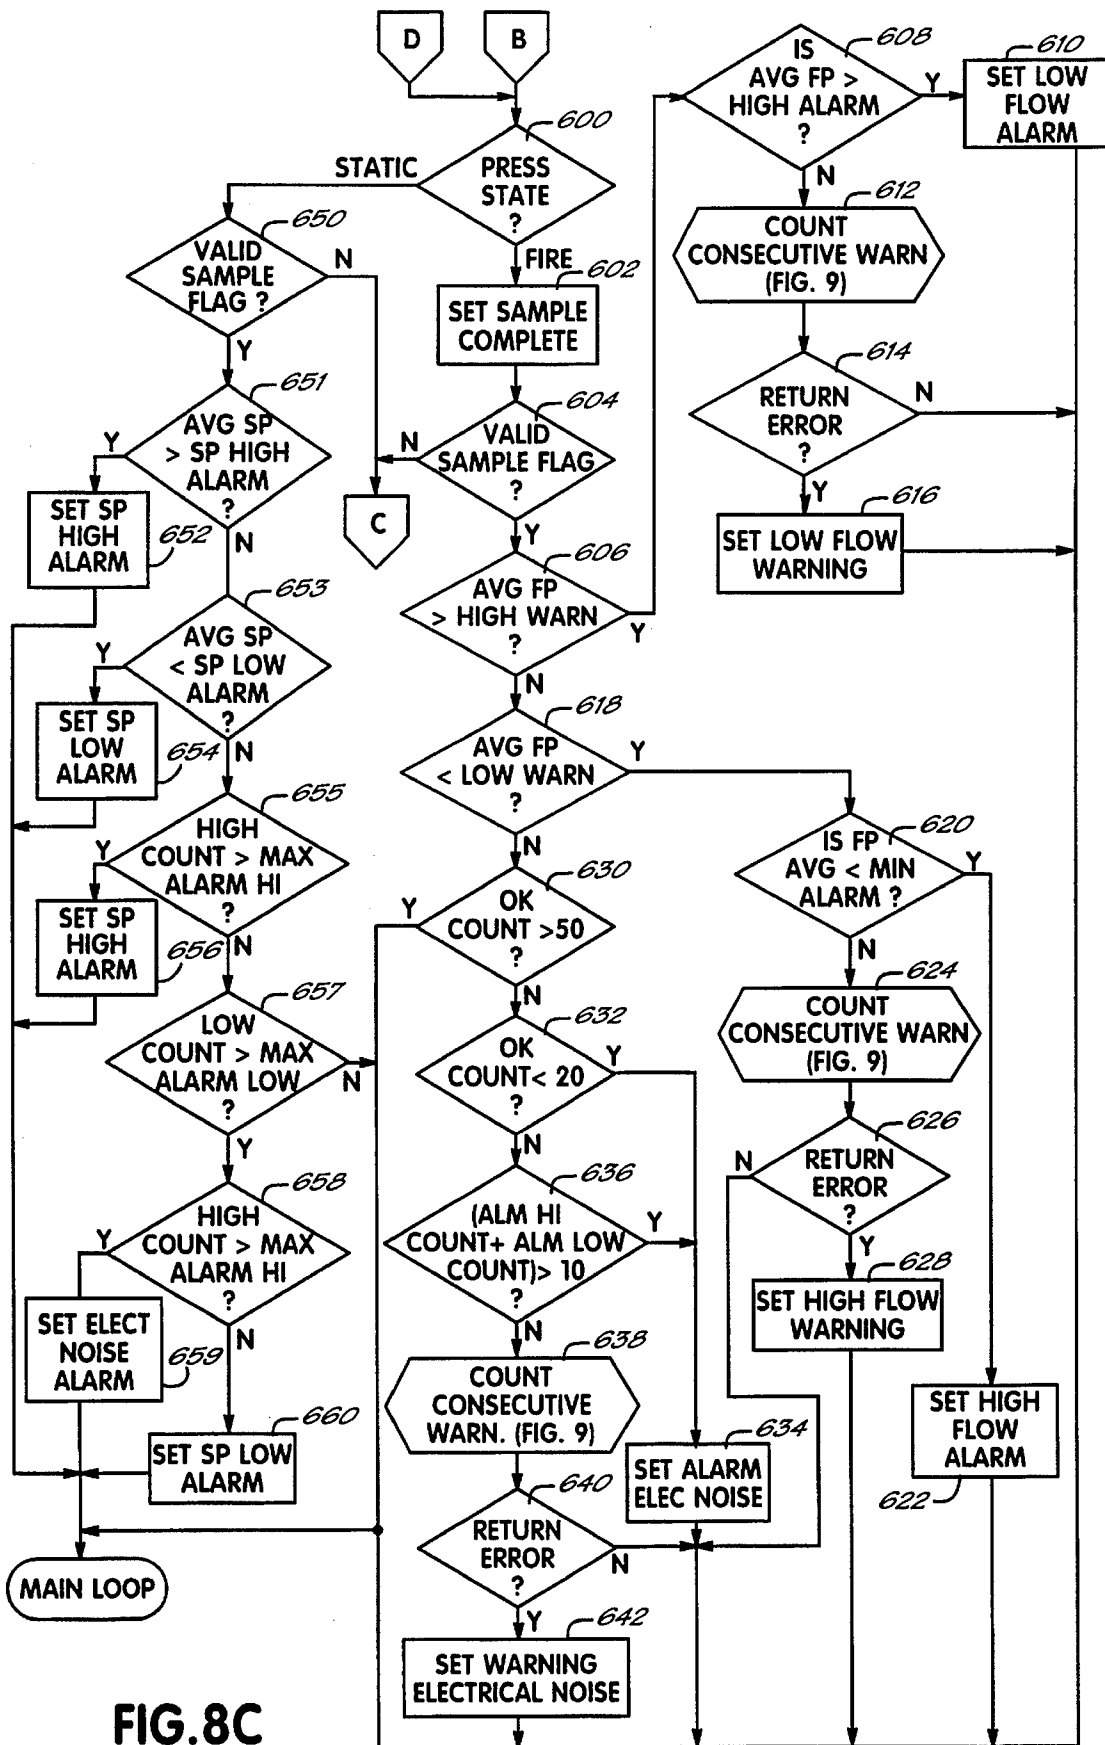 D
B
600
PRESS
STATE
?
STATIC
FIRE
602
SET SAMPLE
COMPLETE
604
VALID
SAMPLE FLAG
?
N
Y
C
606
AVG FP
> HIGH WARN
?
Y
N
608
IS
AVG FP >
HIGH ALARM
?
Y
N
610
SET LOW
FLOW
ALARM
612
COUNT
CONSECUTIVE WARN
(FIG. 9)
614
RETURN
ERROR
?
N
Y
616
SET LOW FLOW
WARNING
618
AVG FP
< LOW WARN
?
Y
N
620
IS FP
AVG < MIN
ALARM ?
Y
N
624
COUNT
CONSECUTIVE WARN
(FIG. 9)
626
RETURN
ERROR
?
N
Y
628
SET HIGH FLOW
WARNING
SET HIGH
FLOW
ALARM
622
630
OK
COUNT >50
?
Y
N
632
OK
COUNT< 20
?
Y
N
636
(ALM HI
COUNT+ ALM LOW
COUNT)> 10
?
Y
N
638
COUNT
CONSECUTIVE
WARN. (FIG. 9)
634
SET ALARM
ELEC NOISE
640
RETURN
ERROR
?
N
Y
642
SET WARNING
ELECTRICAL NOISE
650
VALID
SAMPLE
FLAG ?
N
Y
651
AVG SP
> SP HIGH
ALARM
?
Y
N
SET SP
HIGH
ALARM
652
653
AVG SP
< SP LOW
ALARM
?
Y
N
SET SP
LOW
ALARM
654
655
HIGH
COUNT > MAX
ALARM HI
?
Y
N
SET SP
HIGH
ALARM
656
657
LOW
COUNT > MAX
ALARM LOW
?
N
Y
658
HIGH
COUNT > MAX
ALARM HI
?
Y
N
SET ELECT
NOISE
ALARM
659
660
SET SP LOW
ALARM
MAIN LOOP
FIG.8C